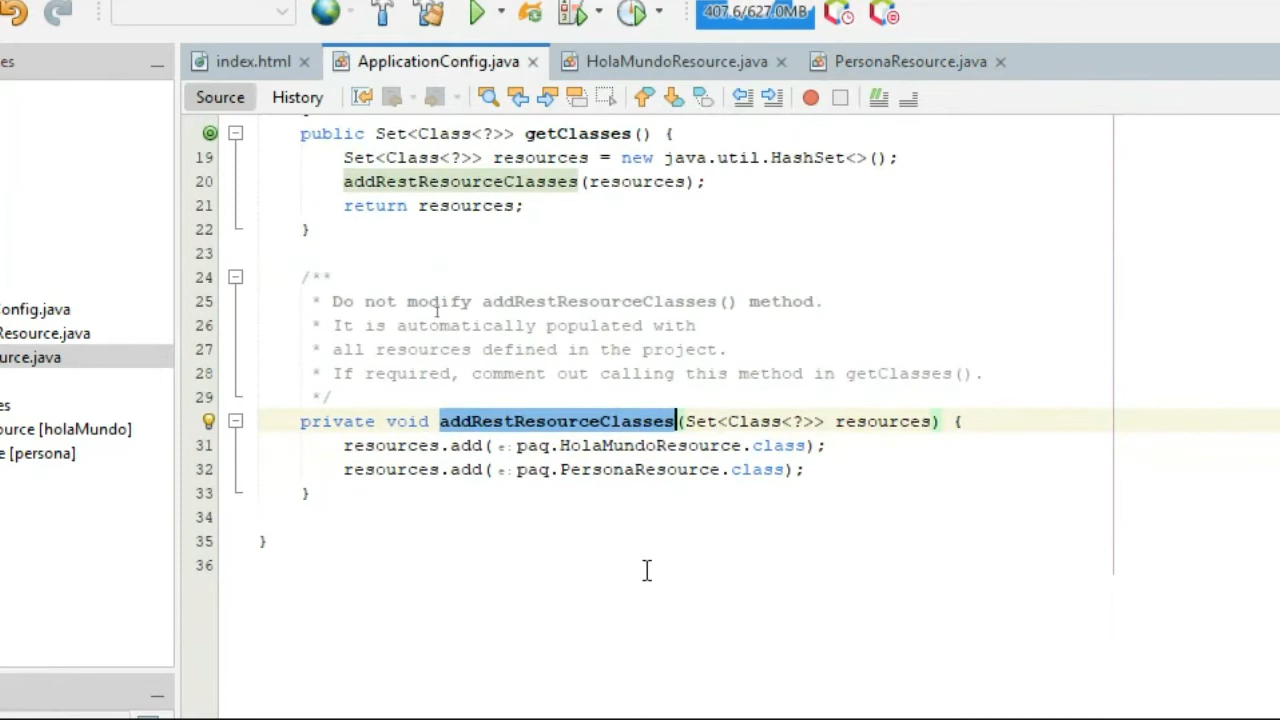 407.6/627.0MB
es
index.html
ApplicationConfig.java
HolaMundoResource.java
PersonaResource.java
Source
History
public Set<Class<?>> getClasses() {
19 Set<Class<?>> resources = new java.util.HashSet<>();
20 addRestResourceClasses(resources);
21 return resources;
22 }
23
24 /**
25 * Do not modify addRestResourceClasses() method.
26 * It is automatically populated with
27 * all resources defined in the project.
28 * If required, comment out calling this method in getClasses().
29 */
private void addRestResourceClasses(Set<Class<?>> resources) {
31 resources.add(e: paq.HolaMundoResource.class);
32 resources.add(e: paq.PersonaResource.class);
33 }
34
35 }
36
onfig.java
Resource.java
urce.java
es
ource [holaMundo]
e [persona]